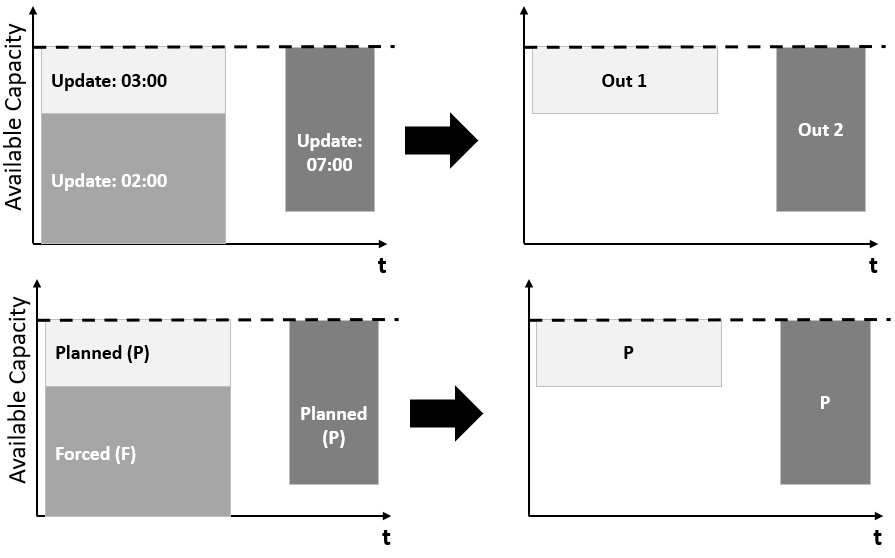 Available Capacity
Update: 03:00
Update: 02:00
Update:
07:00
t
Out 1
Out 2
t
Available Capacity
Planned (P)
Forced (F)
Planned
(P)
t
P
P
t